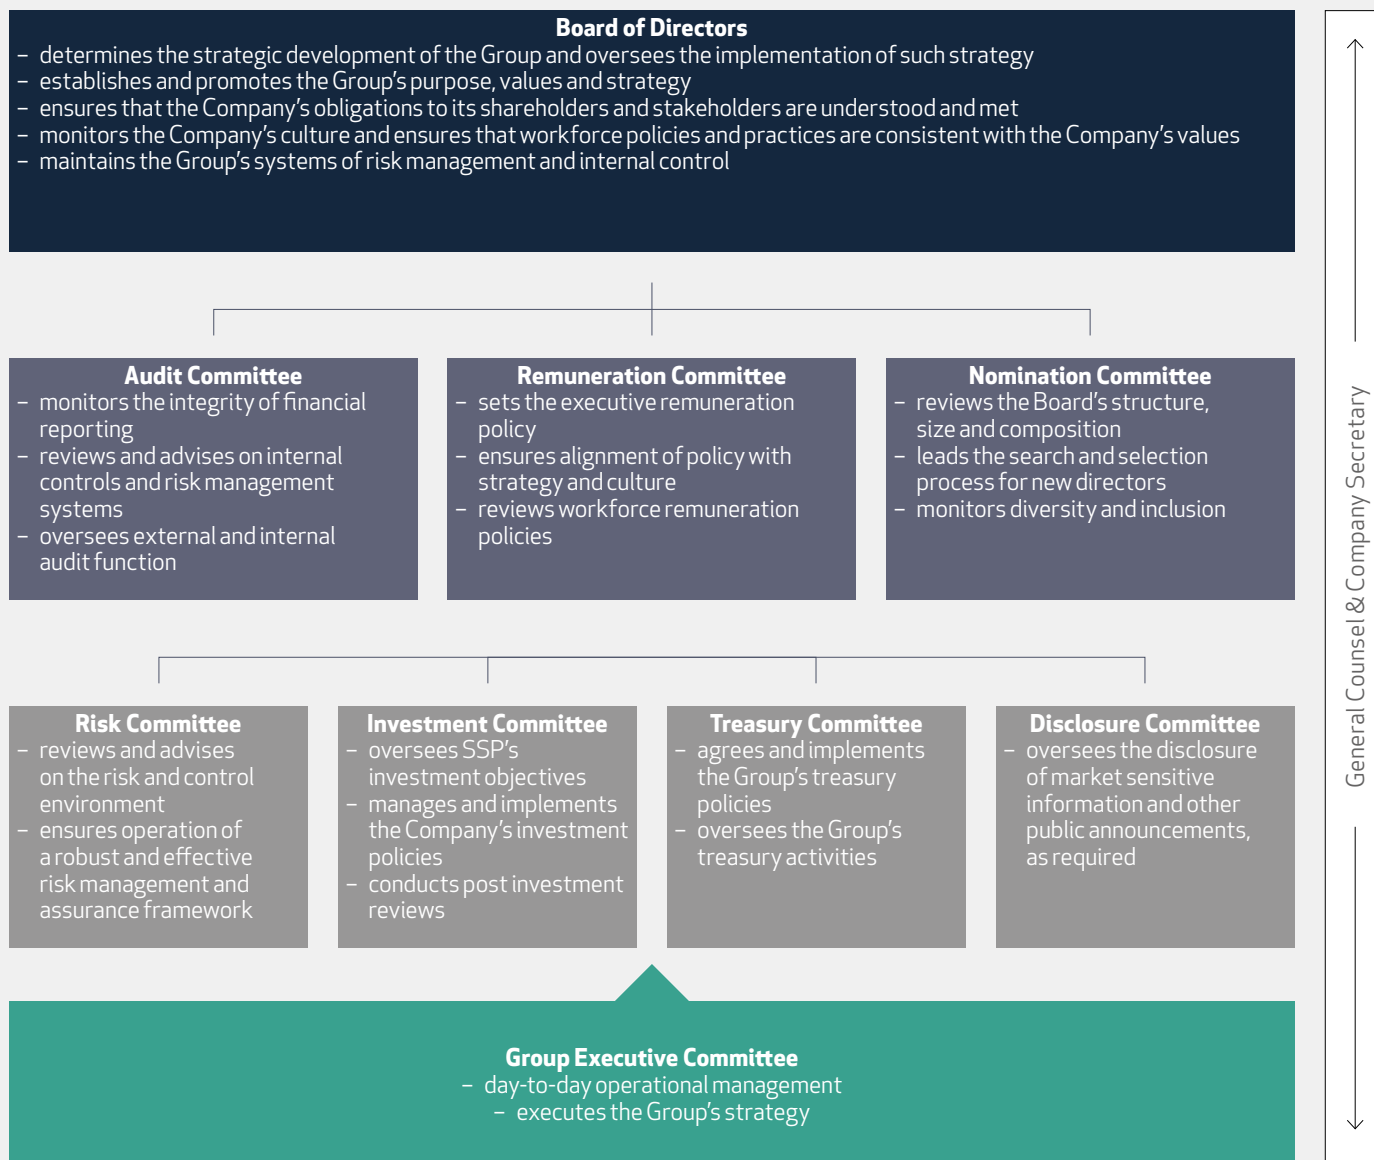 Board of Directors
– determines the strategic development of the Group and oversees the implementation of such strategy
– establishes and promotes the Group’s purpose, values and strategy
– ensures that the Company’s obligations to its shareholders and stakeholders are understood and met
– monitors the Company’s culture and ensures that workforce policies and practices are consistent with the Company’s values
– maintains the Group’s systems of risk management and internal control
Audit Committee
– monitors the integrity of financial
reporting
– reviews and advises on internal
controls and risk management
systems
– oversees external and internal
audit function
Remuneration Committee
– sets the executive remuneration
policy
– ensures alignment of policy with
strategy and culture
– reviews workforce remuneration
policies
Nomination Committee
– reviews the Board’s structure,
size and composition
– leads the search and selection
process for new directors
– monitors diversity and inclusion
Risk Committee
– reviews and advises
on the risk and control
environment
– ensures operation of
a robust and effective
risk management and
assurance framework
Investment Committee
– oversees SSP’s
investment objectives
– manages and implements
the Company’s investment
policies
– conducts post investment
reviews
Treasury Committee
– agrees and implements
the Group’s treasury
policies
– oversees the Group’s
treasury activities
Disclosure Committee
– oversees the disclosure
of market sensitive
information and other
public announcements,
as required
Group Executive Committee
– day-to-day operational management
– executes the Group’s strategy
General Counsel & Company Secretary